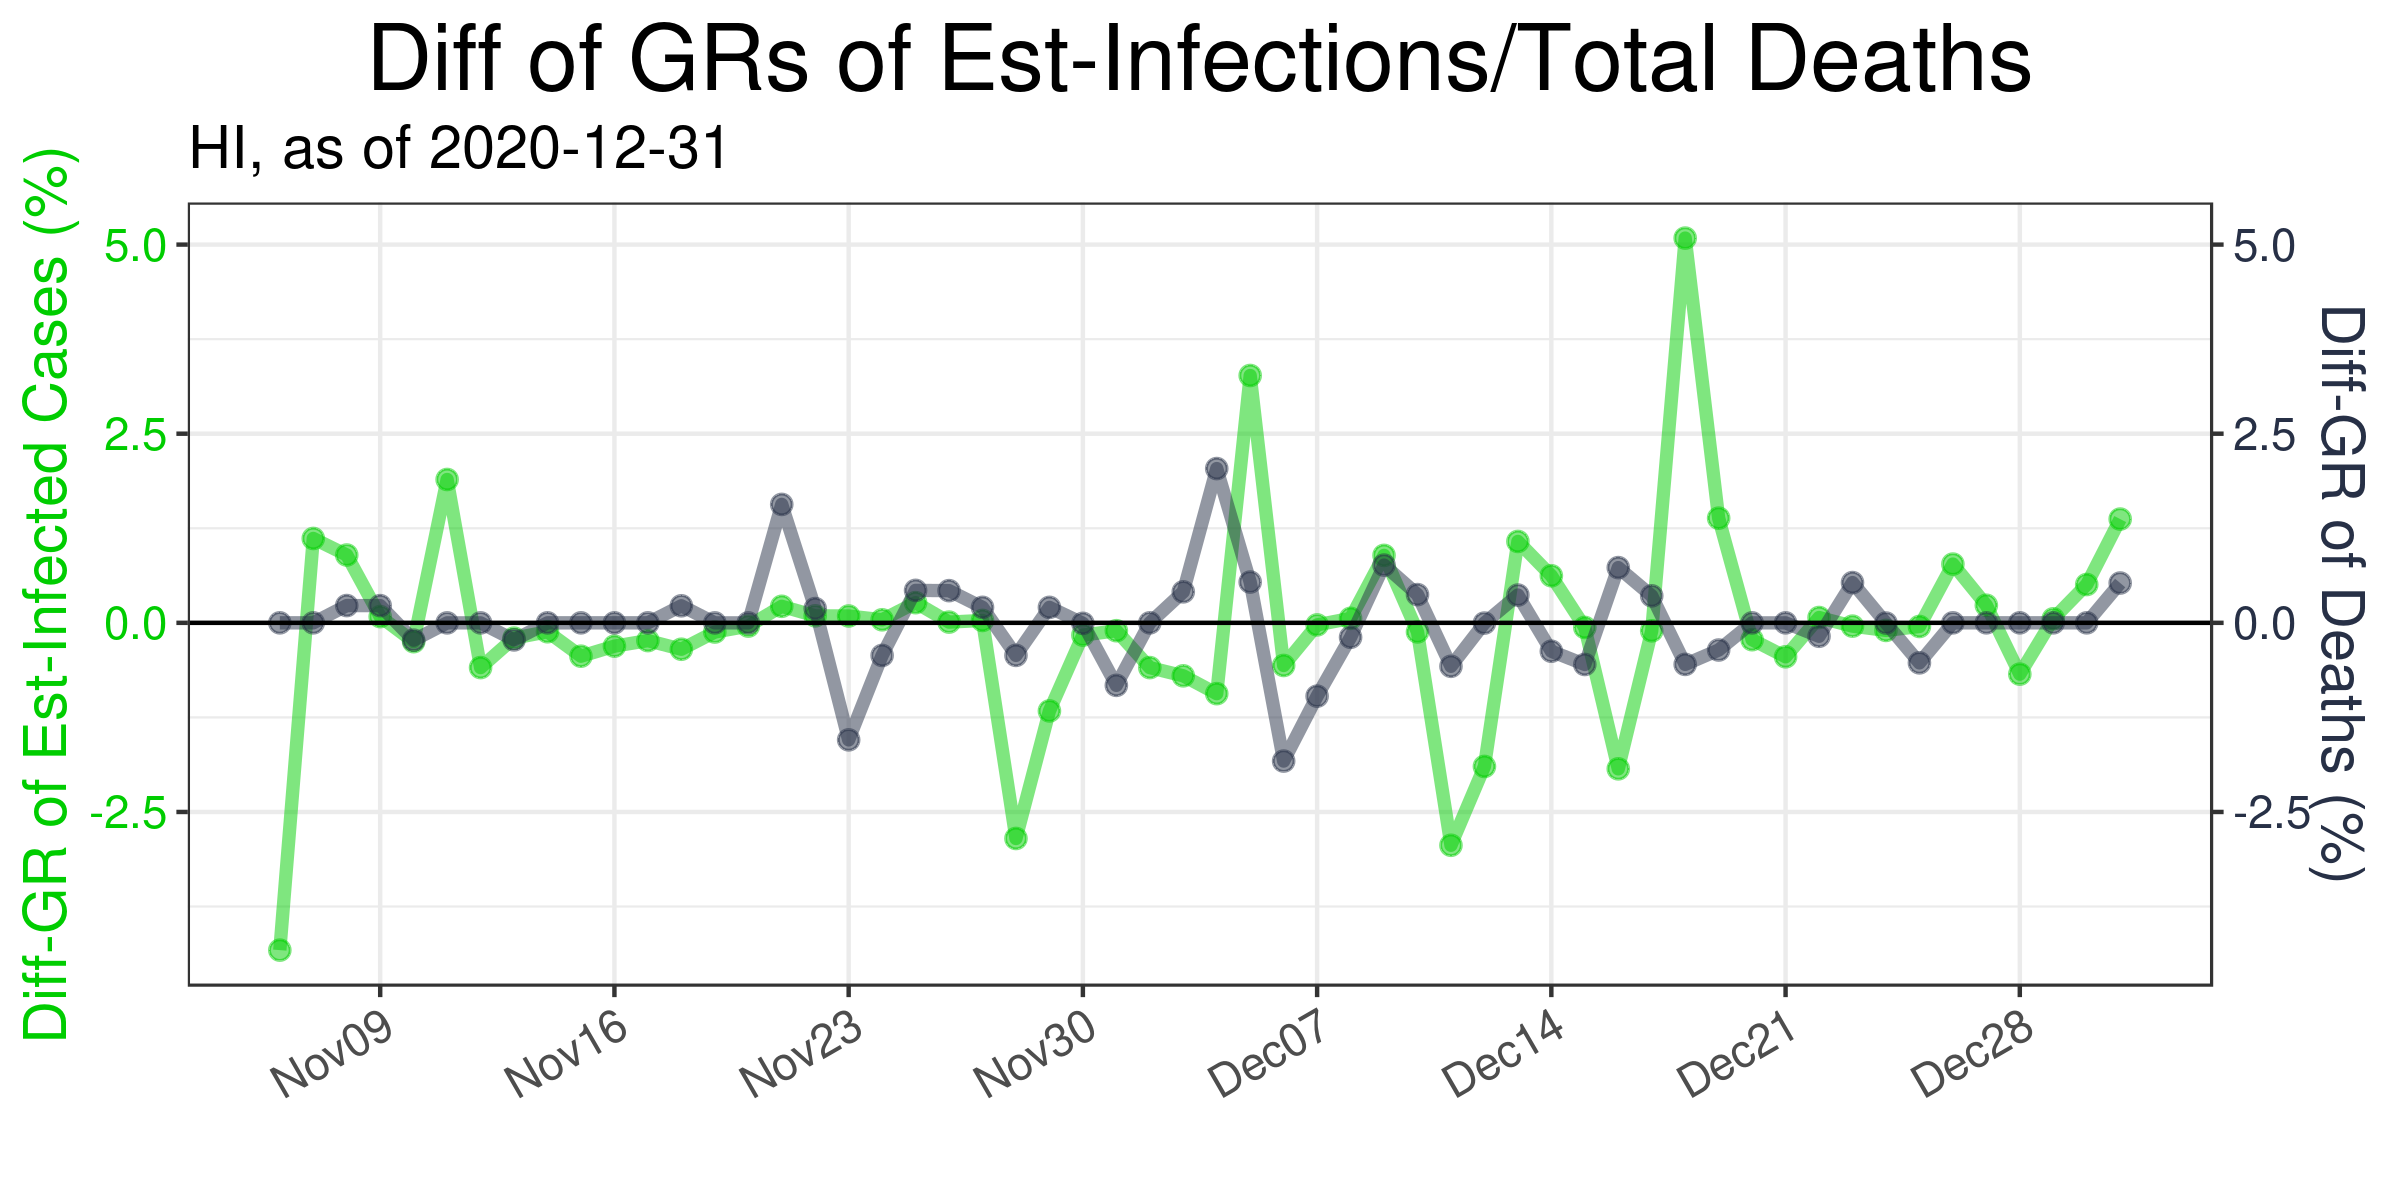 Diff of GRs of Est-Infections/Total Deaths
HI, as of 2020-12-31
Diff-GR of Est-Infected Cases (%)
5.0
2.5
0.0
-2.5
5.0
2.5
0.0
-2.5
Diff-GR of Deaths (%)
Nov09
Nov16
Nov23
Nov30
Dec07
Dec14
Dec21
Dec28